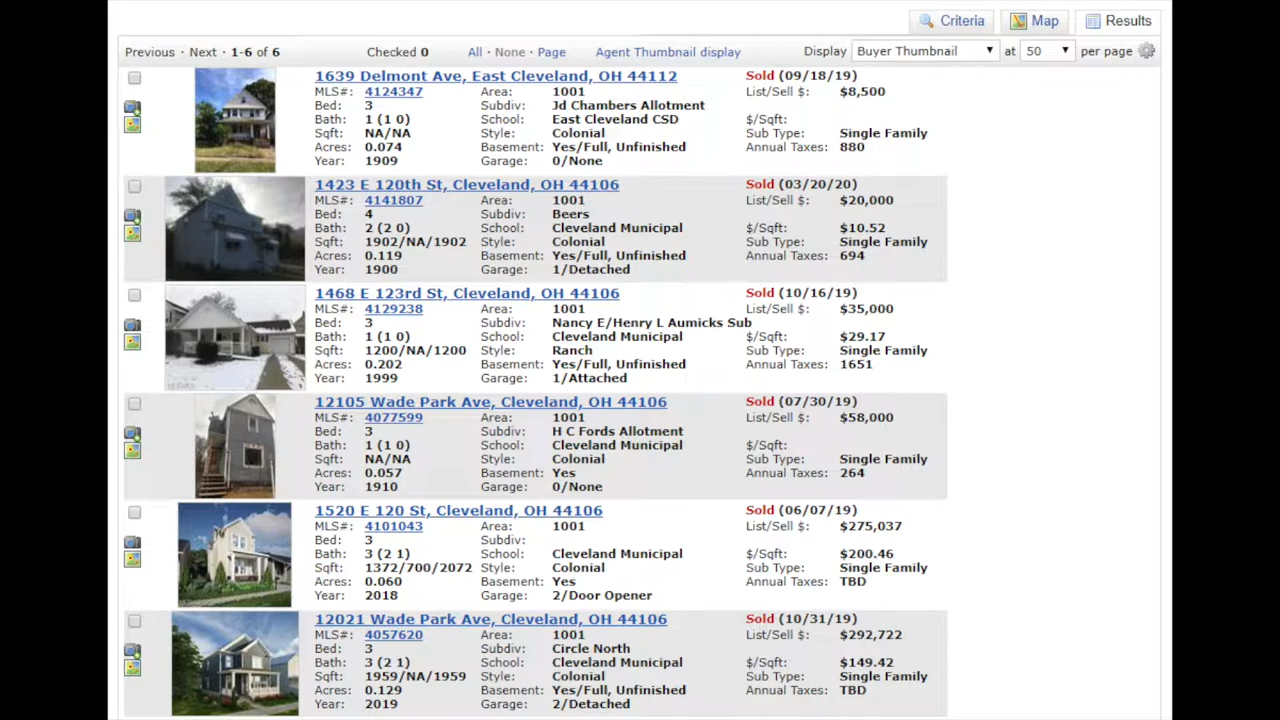 Criteria Map Results
Previous · Next · 1-6 of 6 Checked 0 All · None · Page Agent Thumbnail display Display Buyer Thumbnail at 50 per page
1639 Delmont Ave, East Cleveland, OH 44112 Sold (09/18/19)
MLS#: 4124347 Area: 1001 List/Sell $: $8,500
Bed: 3 Subdiv: Jd Chambers Allotment
Bath: 1 (1 0) School: East Cleveland CSD $/Sqft:
Sqft: NA/NA Style: Colonial Sub Type: Single Family
Acres: 0.074 Basement: Yes/Full, Unfinished Annual Taxes: 880
Year: 1909 Garage: 0/None
1423 E 120th St, Cleveland, OH 44106 Sold (03/20/20)
MLS#: 4141807 Area: 1001 List/Sell $: $20,000
Bed: 4 Subdiv: Beers
Bath: 2 (2 0) School: Cleveland Municipal $/Sqft: $10.52
Sqft: 1902/NA/1902 Style: Colonial Sub Type: Single Family
Acres: 0.119 Basement: Yes/Full, Unfinished Annual Taxes: 694
Year: 1900 Garage: 1/Detached
1468 E 123rd St, Cleveland, OH 44106 Sold (10/16/19)
MLS#: 4129238 Area: 1001 List/Sell $: $35,000
Bed: 3 Subdiv: Nancy E/Henry L Aumicks Sub
Bath: 1 (1 0) School: Cleveland Municipal $/Sqft: $29.17
Sqft: 1200/NA/1200 Style: Ranch Sub Type: Single Family
Acres: 0.202 Basement: Yes/Full, Unfinished Annual Taxes: 1651
Year: 1999 Garage: 1/Attached
12105 Wade Park Ave, Cleveland, OH 44106 Sold (07/30/19)
MLS#: 4077599 Area: 1001 List/Sell $: $58,000
Bed: 3 Subdiv: H C Fords Allotment
Bath: 1 (1 0) School: Cleveland Municipal $/Sqft:
Sqft: NA/NA Style: Colonial Sub Type: Single Family
Acres: 0.057 Basement: Yes Annual Taxes: 264
Year: 1910 Garage: 0/None
1520 E 120 St, Cleveland, OH 44106 Sold (06/07/19)
MLS#: 4101043 Area: 1001 List/Sell $: $275,037
Bed: 3 Subdiv:
Bath: 3 (2 1) School: Cleveland Municipal $/Sqft: $200.46
Sqft: 1372/700/2072 Style: Colonial Sub Type: Single Family
Acres: 0.060 Basement: Yes Annual Taxes: TBD
Year: 2018 Garage: 2/Door Opener
12021 Wade Park Ave, Cleveland, OH 44106 Sold (10/31/19)
MLS#: 4057620 Area: 1001 List/Sell $: $292,722
Bed: 3 Subdiv: Circle North
Bath: 3 (2 1) School: Cleveland Municipal $/Sqft: $149.42
Sqft: 1959/NA/1959 Style: Colonial Sub Type: Single Family
Acres: 0.129 Basement: Yes/Full, Unfinished Annual Taxes: TBD
Year: 2019 Garage: 2/Detached